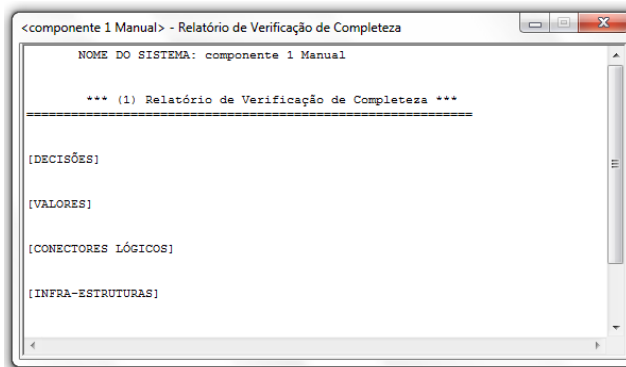 <componente 1 Manual> - Relatório de Verificação de Completeza
NOME DO SISTEMA: componente 1 Manual
*** (1) Relatório de Verificação de Completeza ***
============================================================
[DECISÕES]
[VALORES]
[CONECTORES LÓGICOS]
[INFRA-ESTRUTURAS]